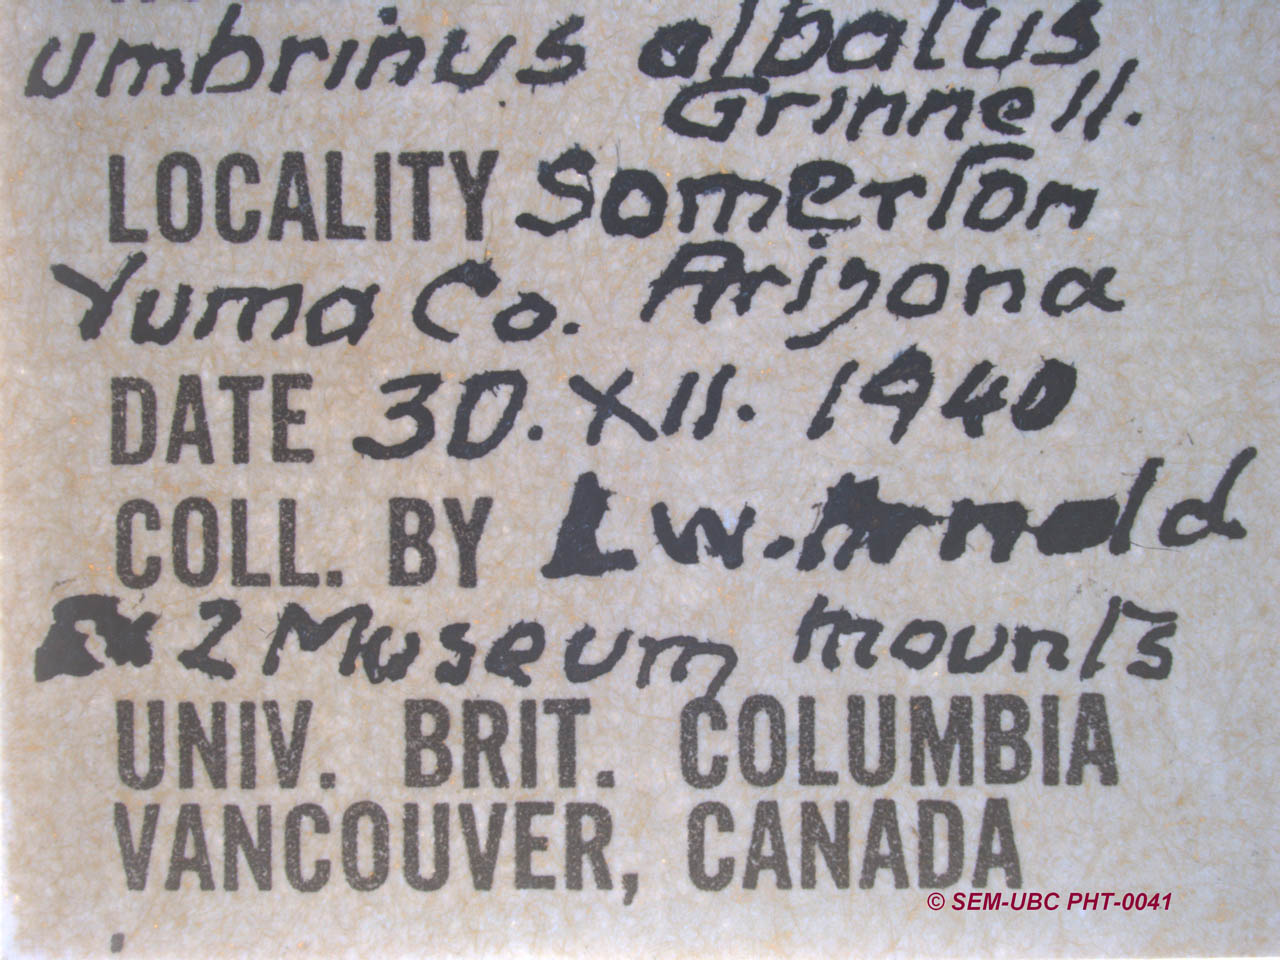 umbrinus albatus
Grinnell.
LOCALITY Somerton
Yuma Co. Arizona
DATE 30. XII. 1940
COLL. BY L W. Arnold
Ex 2 Museum mounts
UNIV. BRIT. COLUMBIA
VANCOUVER, CANADA
© SEM-UBC PHT-0041